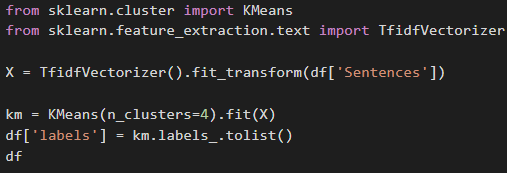 from sklearn.cluster import KMeans
from sklearn.feature_extraction.text import TfidfVectorizer
X = TfidfVectorizer().fit_transform(df['Sentences'])
km = KMeans(n_clusters=4).fit(X)
df['labels'] = km.labels_.tolist()
df